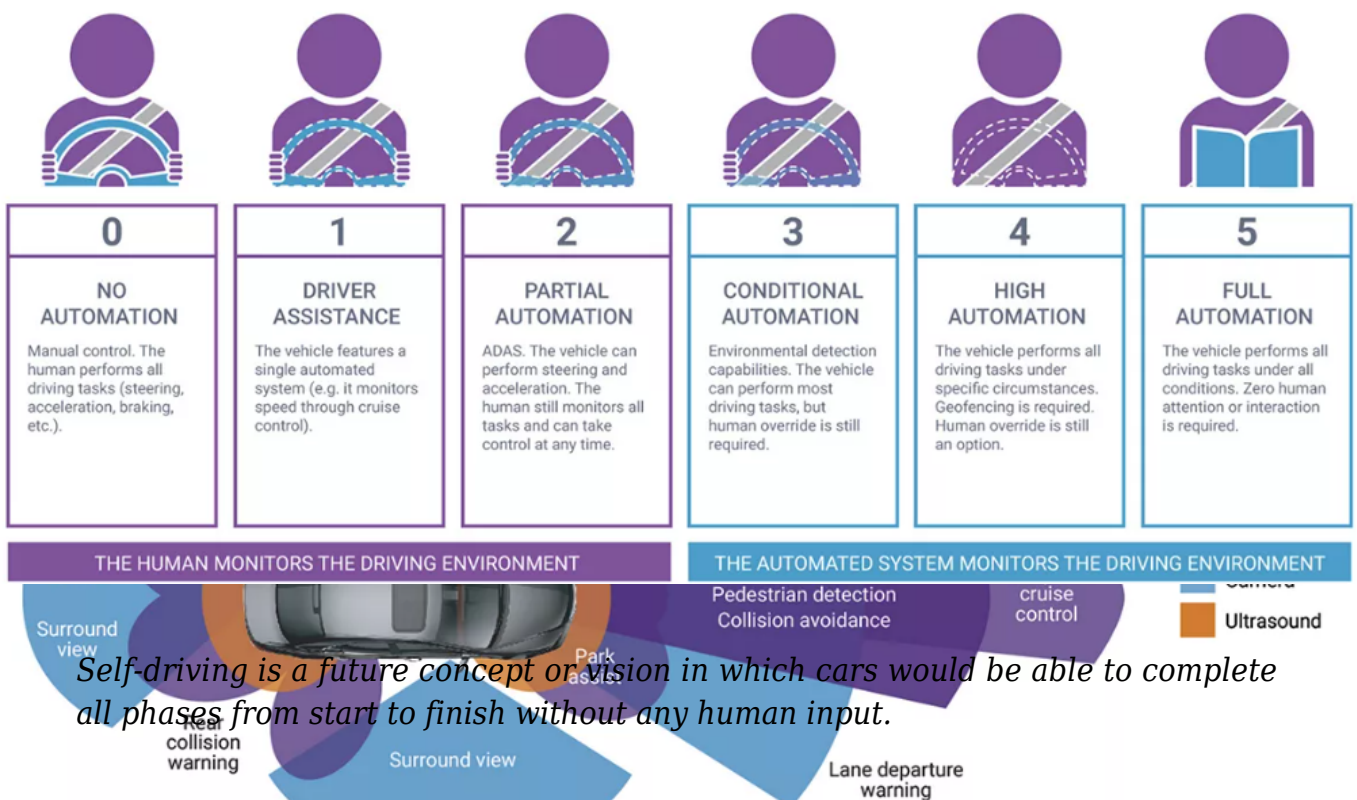 0
NO
AUTOMATION
Manual control. The
human performs all
driving tasks (steering,
acceleration, braking,
etc.).
1
DRIVER
ASSISTANCE
The vehicle features a
single automated
system (e.g. it monitors
speed through cruise
control).
2
PARTIAL
AUTOMATION
ADAS. The vehicle can
perform steering and
acceleration. The
human still monitors all
tasks and can take
control at any time.
3
CONDITIONAL
AUTOMATION
Environmental detection
capabilities. The vehicle
can perform most
driving tasks, but
human override is still
required.
4
HIGH
AUTOMATION
The vehicle performs all
driving tasks under
specific circumstances.
Geofencing is required.
Human override is still
an option.
5
FULL
AUTOMATION
The vehicle performs all
driving tasks under all
conditions. Zero human
attention or interaction
is required.
THE HUMAN MONITORS THE DRIVING ENVIRONMENT
THE AUTOMATED SYSTEM MONITORS THE DRIVING ENVIRONMENT
Pedestrian detection
Collision avoidance
cruise
control
Ultrasound
Surround
view
Park
assist
Self-driving is a future concept or vision in which cars would be able to complete
all phases from start to finish without any human input.
Rear
collision
warning
Surround view
Lane departure
warning